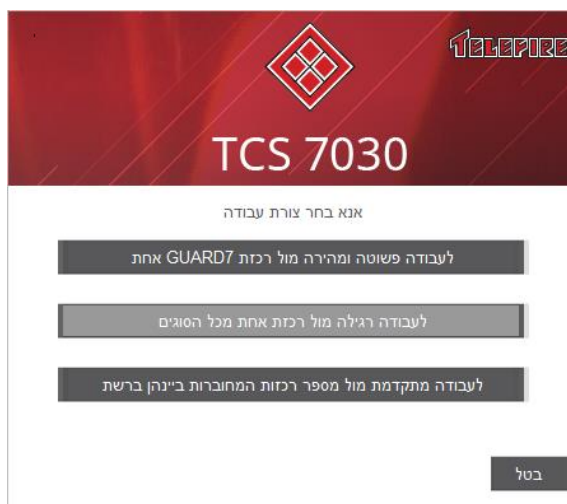 TELEFIRE
TCS 7030
אנא בחר צורת עבודה
לעבודה פשוטה ומהירה מול רכזת GUARD7 אחת
לעבודה רגילה מול רכזת אחת מכל הסוגים
לעבודה מתקדמת מול מספר רכזות המחוברות ביינהן ברשת
בטל